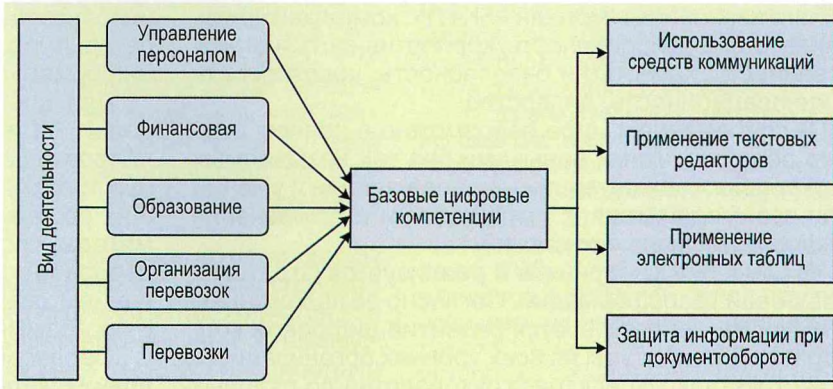 Вид деятельности
Управление
персоналом
Финансовая
Образование
Организация
перевозок
Перевозки
Базовые цифровые
компетенции
Использование
средств коммуникаций
Применение текстовых
редакторов
Применение
электронных таблиц
Защита информации при
документообороте